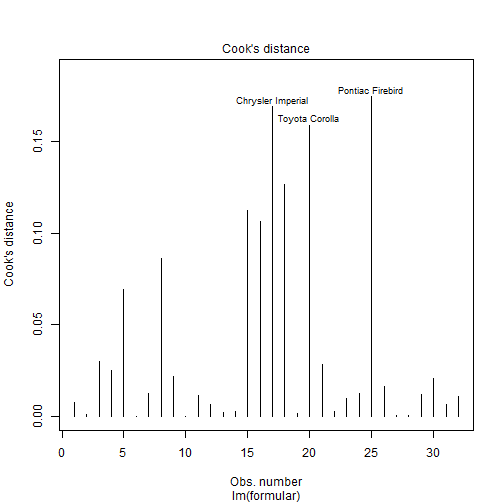 Cook's distance
Pontiac Firebird
Chrysler Imperial
Toyota Corolla
Cook's distance
0.15
0.10
0.05
0.00
0 5 10 15 20 25 30
Obs. number
lm(formular)